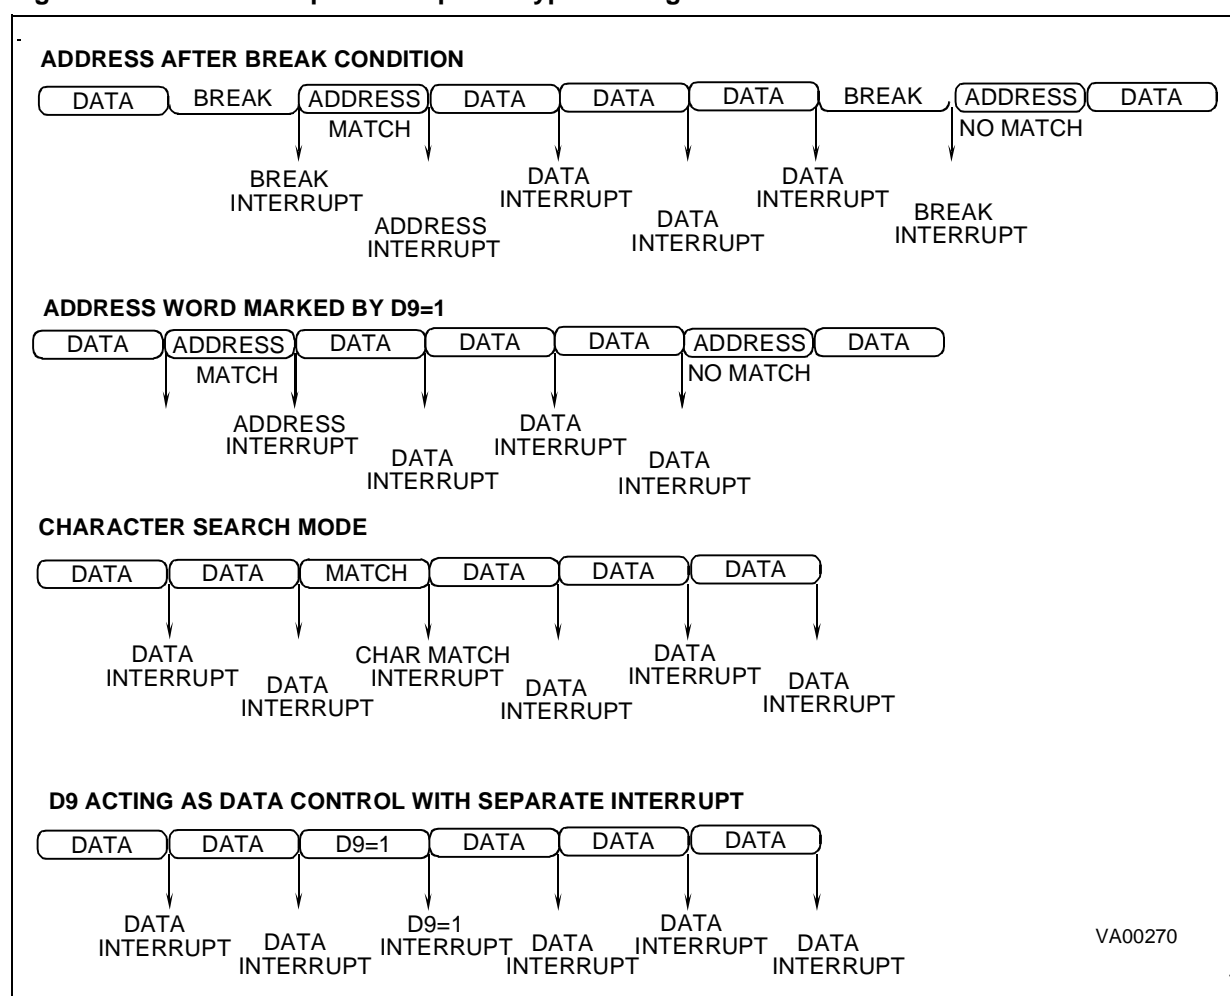 ADDRESS AFTER BREAK CONDITION
DATA BREAK ADDRESS DATA DATA DATA BREAK ADDRESS DATA
MATCH NO MATCH
BREAK INTERRUPT
ADDRESS INTERRUPT
DATA INTERRUPT
DATA INTERRUPT
DATA INTERRUPT
BREAK INTERRUPT
ADDRESS WORD MARKED BY D9=1
DATA ADDRESS DATA DATA DATA ADDRESS DATA
MATCH NO MATCH
ADDRESS INTERRUPT
DATA INTERRUPT
DATA INTERRUPT
DATA INTERRUPT
CHARACTER SEARCH MODE
DATA DATA MATCH DATA DATA DATA
DATA INTERRUPT
DATA INTERRUPT
CHAR MATCH INTERRUPT
DATA INTERRUPT
DATA INTERRUPT
DATA INTERRUPT
D9 ACTING AS DATA CONTROL WITH SEPARATE INTERRUPT
DATA DATA D9=1 DATA DATA DATA
DATA INTERRUPT
DATA INTERRUPT
D9=1 INTERRUPT
DATA INTERRUPT
DATA INTERRUPT
DATA INTERRUPT
VA00270